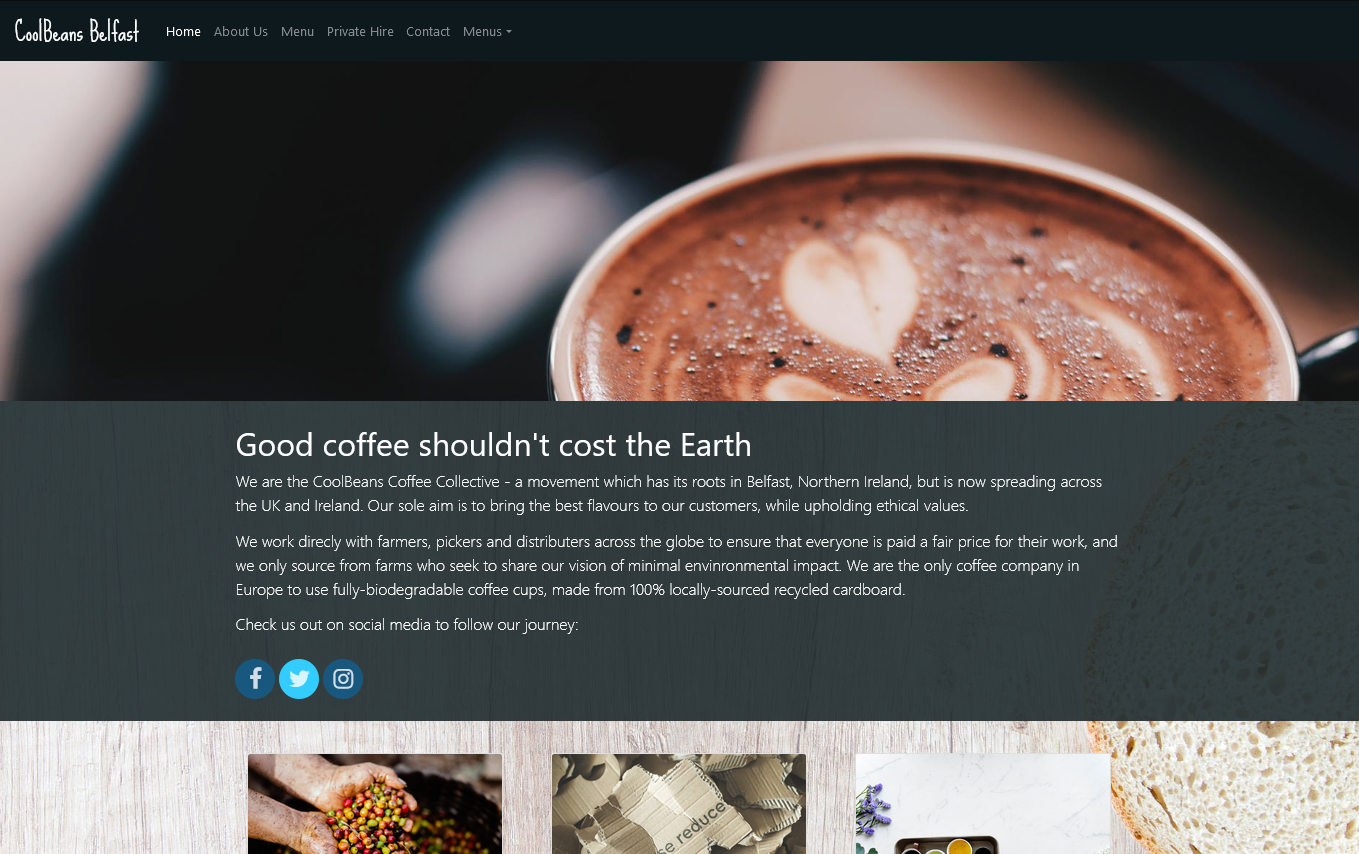 CoolBeans Belfast Home About Us Menu Private Hire Contact Menus
Good coffee shouldn't cost the Earth
We are the CoolBeans Coffee Collective - a movement which has its roots in Belfast, Northern Ireland, but is now spreading across
the UK and Ireland. Our sole aim is to bring the best flavours to our customers, while upholding ethical values.
We work direcly with farmers, pickers and distributers across the globe to ensure that everyone is paid a fair price for their work, and
we only source from farms who seek to share our vision of minimal envinronmental impact. We are the only coffee company in
Europe to use fully-biodegradable coffee cups, made from 100% locally-sourced recycled cardboard.
Check us out on social media to follow our journey:
se reduce